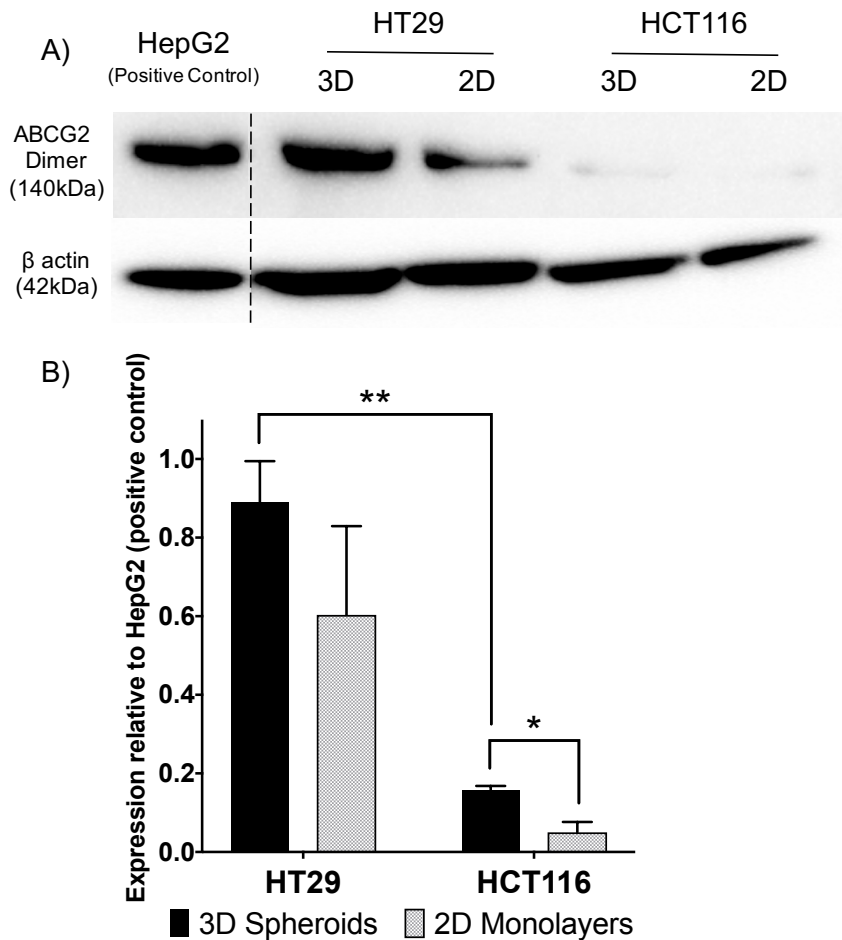 A)
HepG2
(Positive Control)
HT29
HCT116
3D
2D
3D
2D
ABCG2
Dimer
(140kDa)
β actin
(42kDa)
B)
Expression relative to HepG2 (positive control)
**
*
1.0
0.8
0.6
0.4
0.2
0.0
HT29
HCT116
3D Spheroids
2D Monolayers